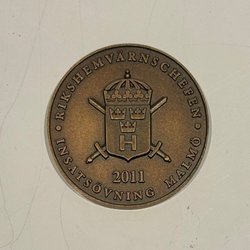 · RIKSHEMVÄRNSCHEFEN ·
H
2011
INSATSÖVNING MALMÖ